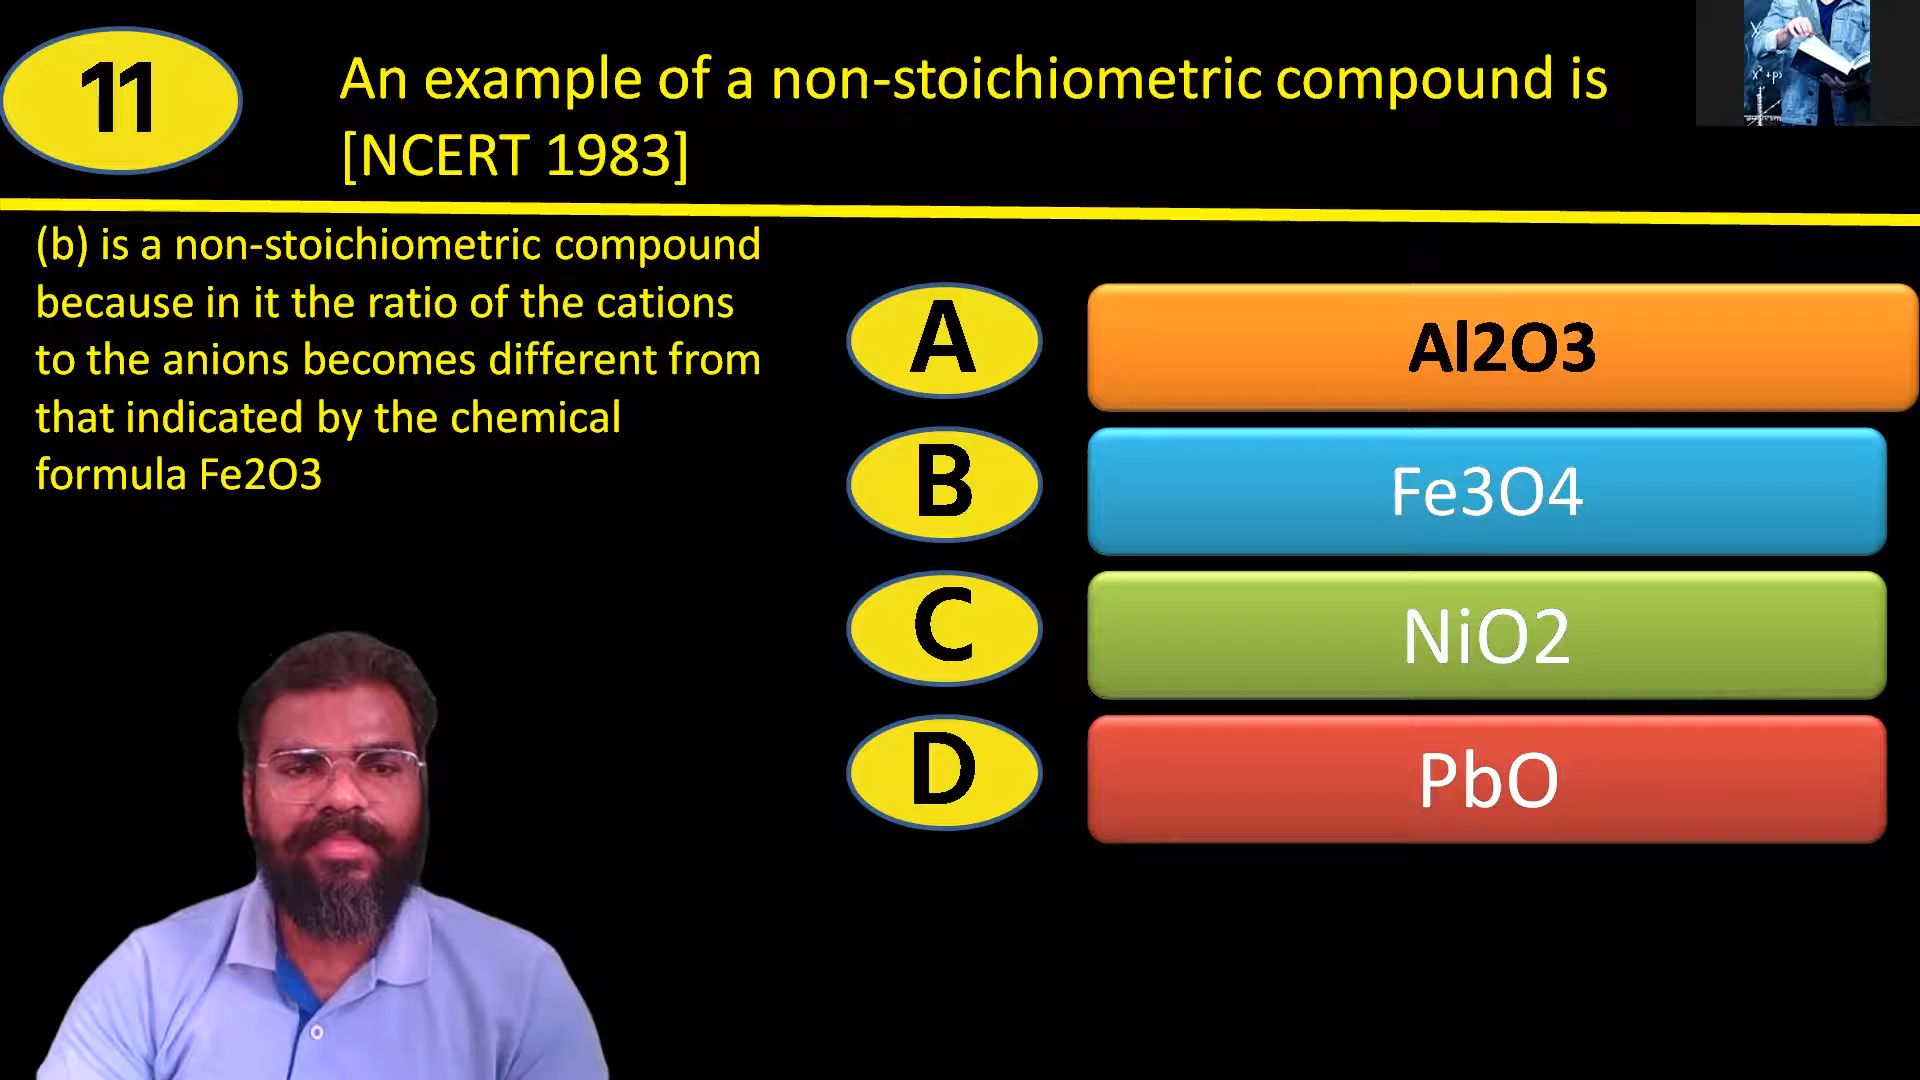 11
An example of a non-stoichiometric compound is
[NCERT 1983]
(b) is a non-stoichiometric compound
because in it the ratio of the cations
to the anions becomes different from
that indicated by the chemical
formula Fe2O3
A
Al2O3
B
Fe3O4
C
NiO2
D
PbO